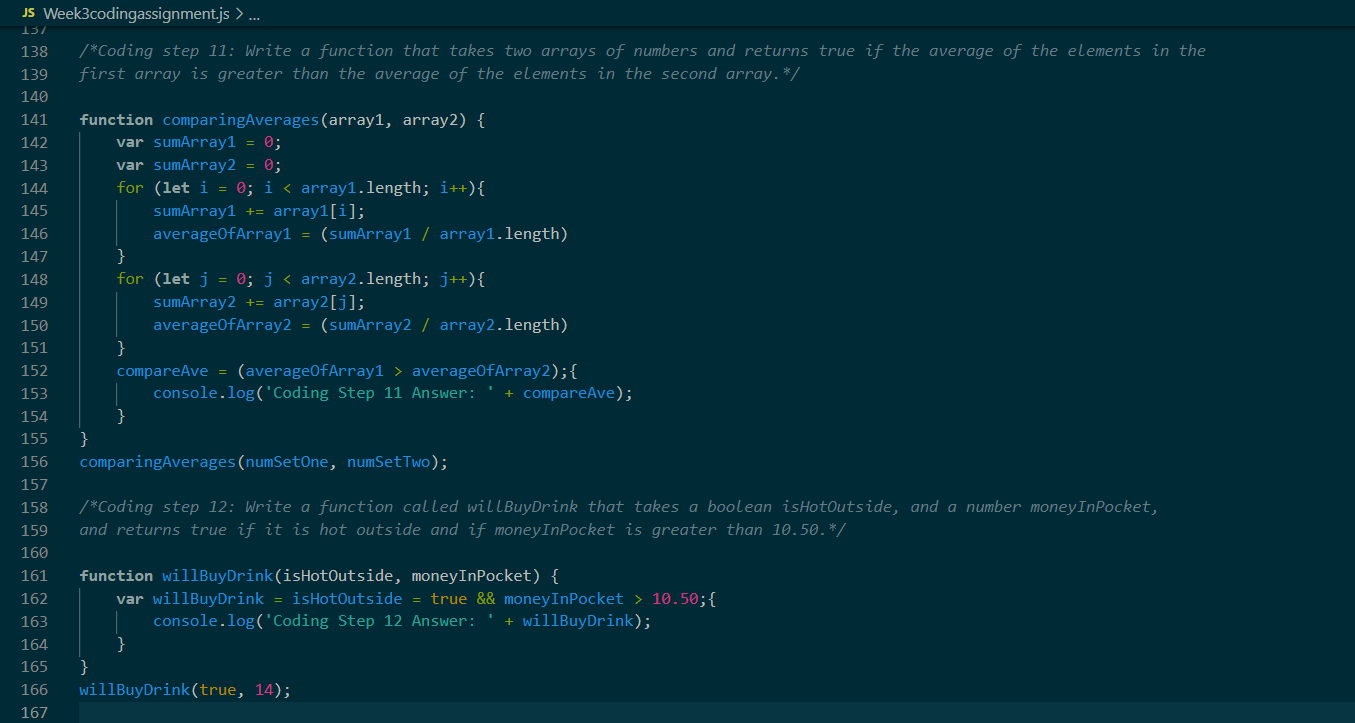 JS Week3codingassignment.js > ...
137
138 /*Coding step 11: Write a function that takes two arrays of numbers and returns true if the average of the elements in the
139 first array is greater than the average of the elements in the second array.*/
140
141 function comparingAverages(array1, array2) {
142     var sumArray1 = 0;
143     var sumArray2 = 0;
144     for (let i = 0; i < array1.length; i++){
145         sumArray1 += array1[i];
146         averageOfArray1 = (sumArray1 / array1.length)
147     }
148     for (let j = 0; j < array2.length; j++){
149         sumArray2 += array2[j];
150         averageOfArray2 = (sumArray2 / array2.length)
151     }
152     compareAve = (averageOfArray1 > averageOfArray2);{
153         console.log('Coding Step 11 Answer: ' + compareAve);
154     }
155 }
156 comparingAverages(numSetOne, numSetTwo);
157
158 /*Coding step 12: Write a function called willBuyDrink that takes a boolean isHotOutside, and a number moneyInPocket,
159 and returns true if it is hot outside and if moneyInPocket is greater than 10.50.*/
160
161 function willBuyDrink(isHotOutside, moneyInPocket) {
162     var willBuyDrink = isHotOutside = true && moneyInPocket > 10.50;{
163         console.log('Coding Step 12 Answer: ' + willBuyDrink);
164     }
165 }
166 willBuyDrink(true, 14);
167